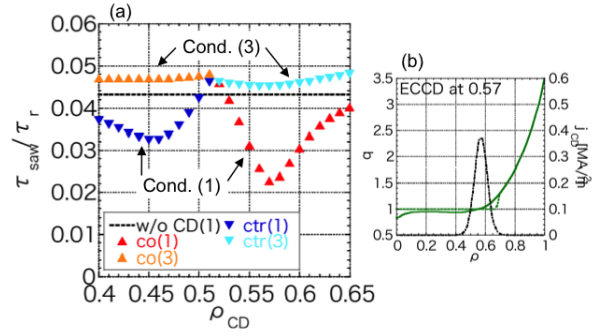 (a)
Cond. (3)
Cond. (1)
0.06
0.05
0.04
0.03
0.02
0.01
0
τsaw/τr
w/o CD(1)
co(1)
co(3)
ctr(1)
ctr(3)
0.4
0.45
0.5
0.55
0.6
0.65
ρCD
(b)
ECCD at 0.57
3.5
3
2.5
2
1.5
1
0.5
q
0.6
0.5
0.4
0.3
0.2
0.1
0
jCD[MA/m²]
0
0.2
0.4
0.6
0.8
1
ρ